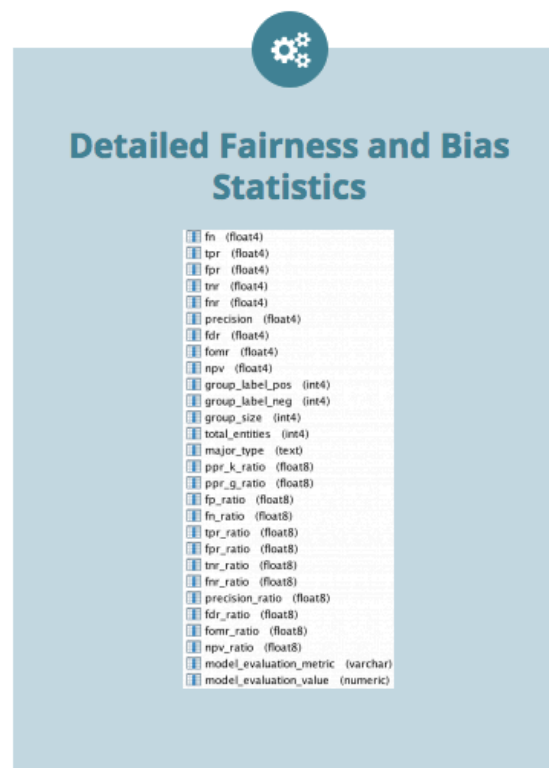 Detailed Fairness and Bias
Statistics
fn (float4)
tpr (float4)
fpr (float4)
tnr (float4)
fnr (float4)
precision (float4)
fdr (float4)
fomr (float4)
npv (float4)
group_label_pos (int4)
group_label_neg (int4)
group_size (int4)
total_entities (int4)
major_type (text)
ppr_k_ratio (float8)
ppr_g_ratio (float8)
fp_ratio (float8)
fn_ratio (float8)
tpr_ratio (float8)
fpr_ratio (float8)
tnr_ratio (float8)
fnr_ratio (float8)
precision_ratio (float8)
fdr_ratio (float8)
fomr_ratio (float8)
npv_ratio (float8)
model_evaluation_metric (varchar)
model_evaluation_value (numeric)